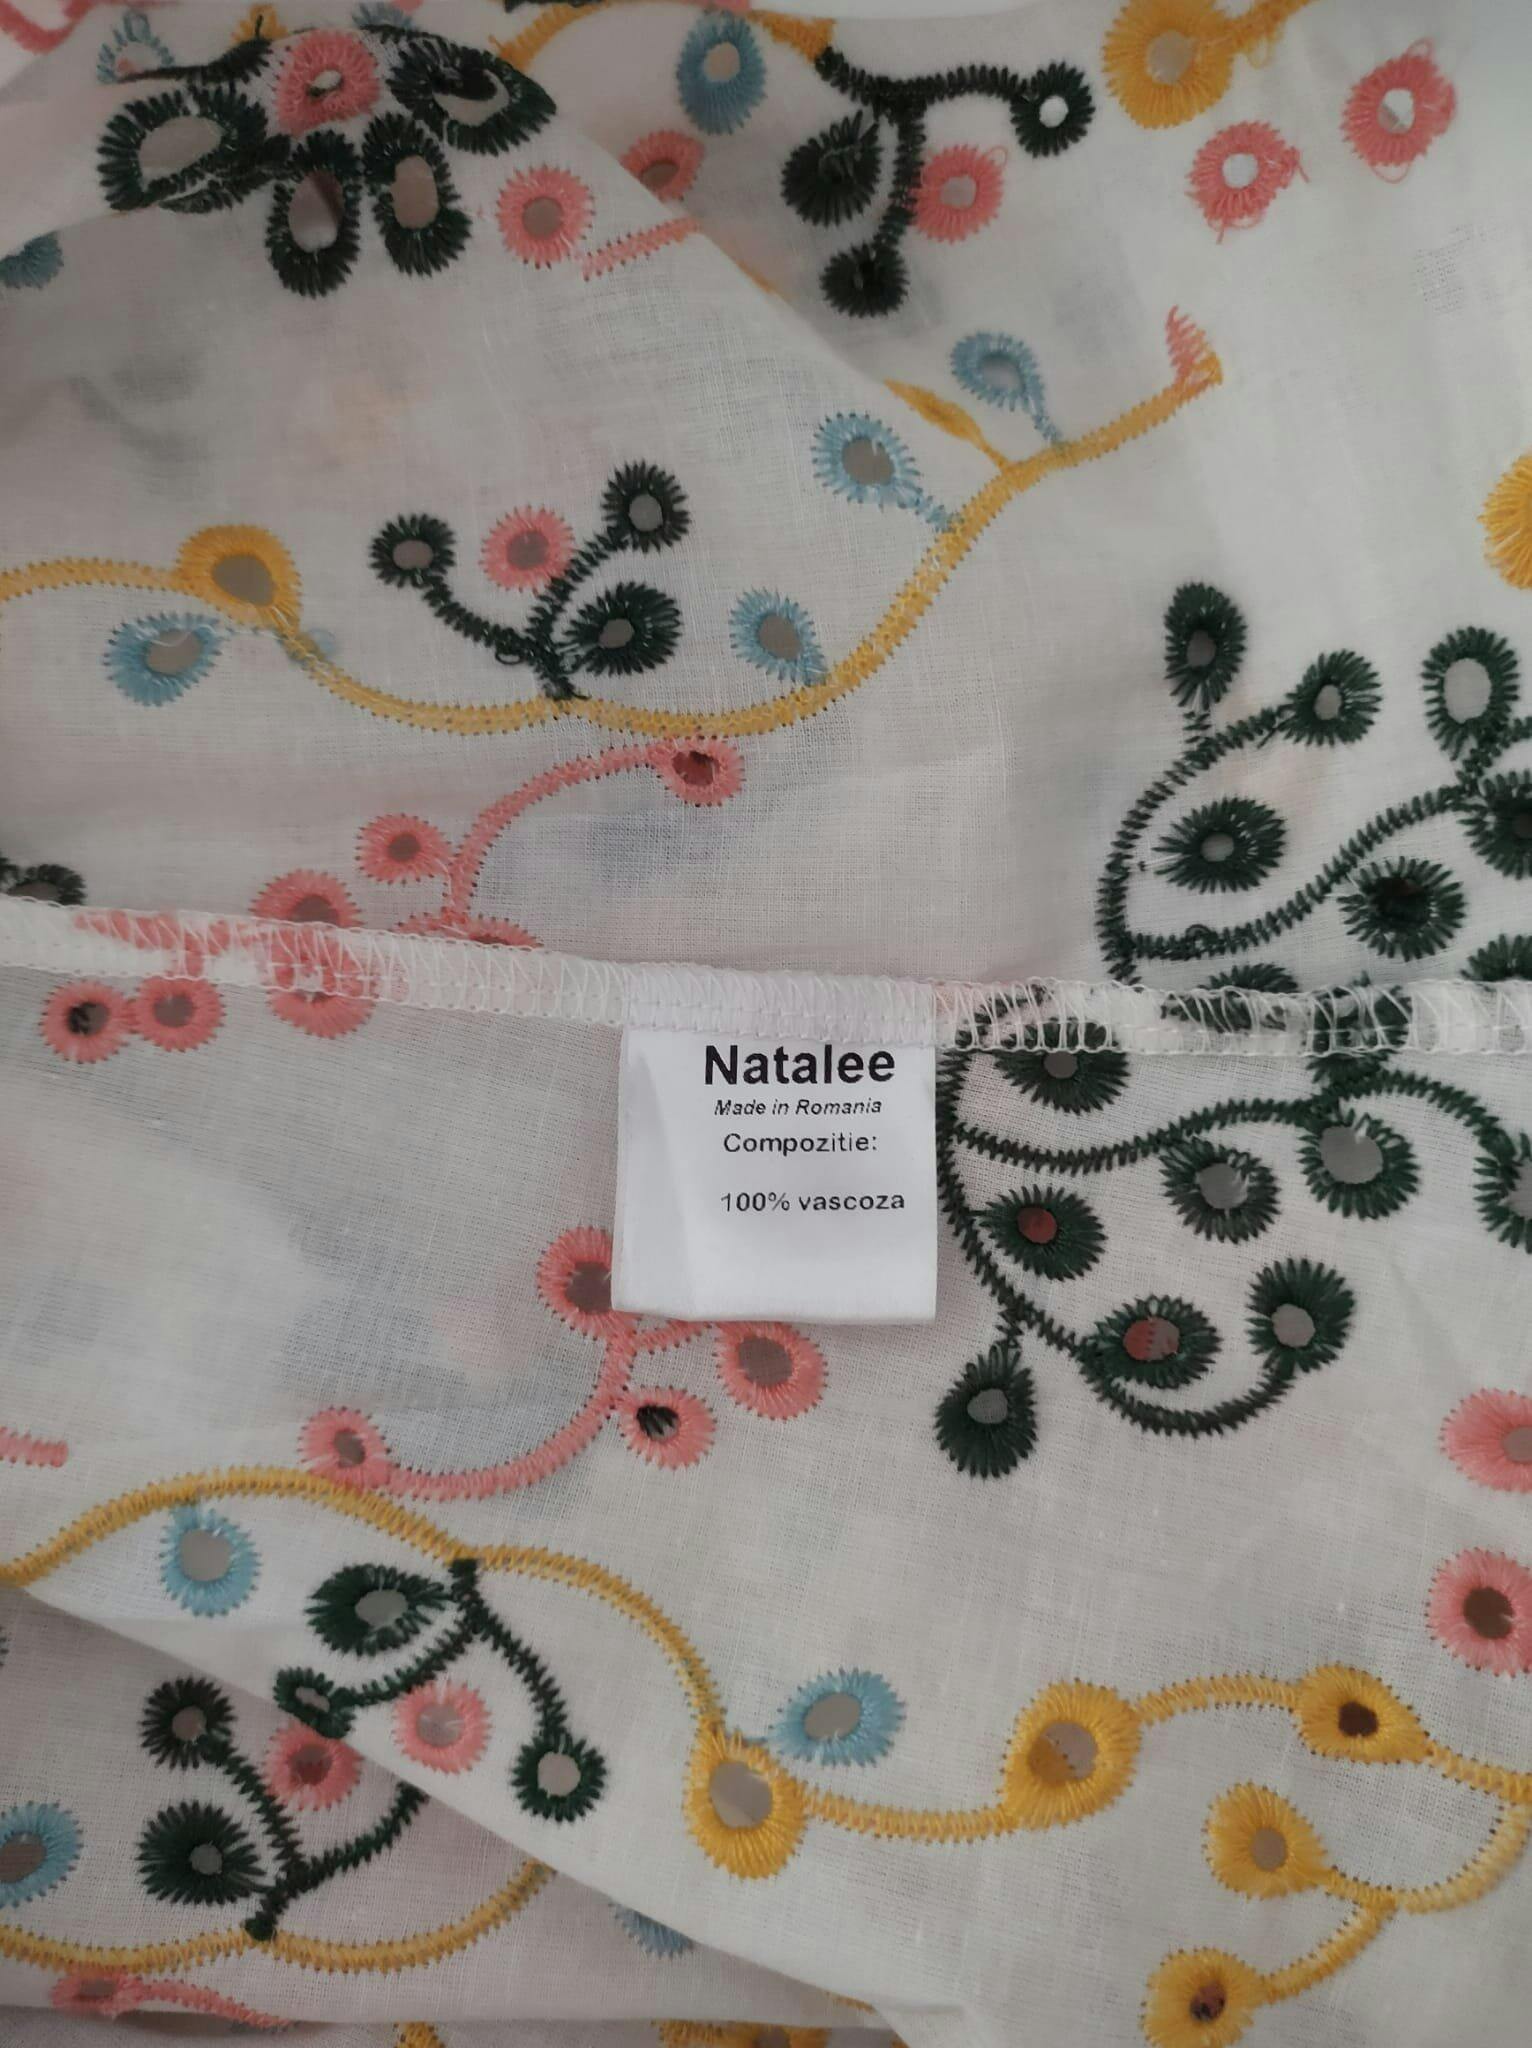 Natalee
Made in Romania
Compozitie:
100% vascoza